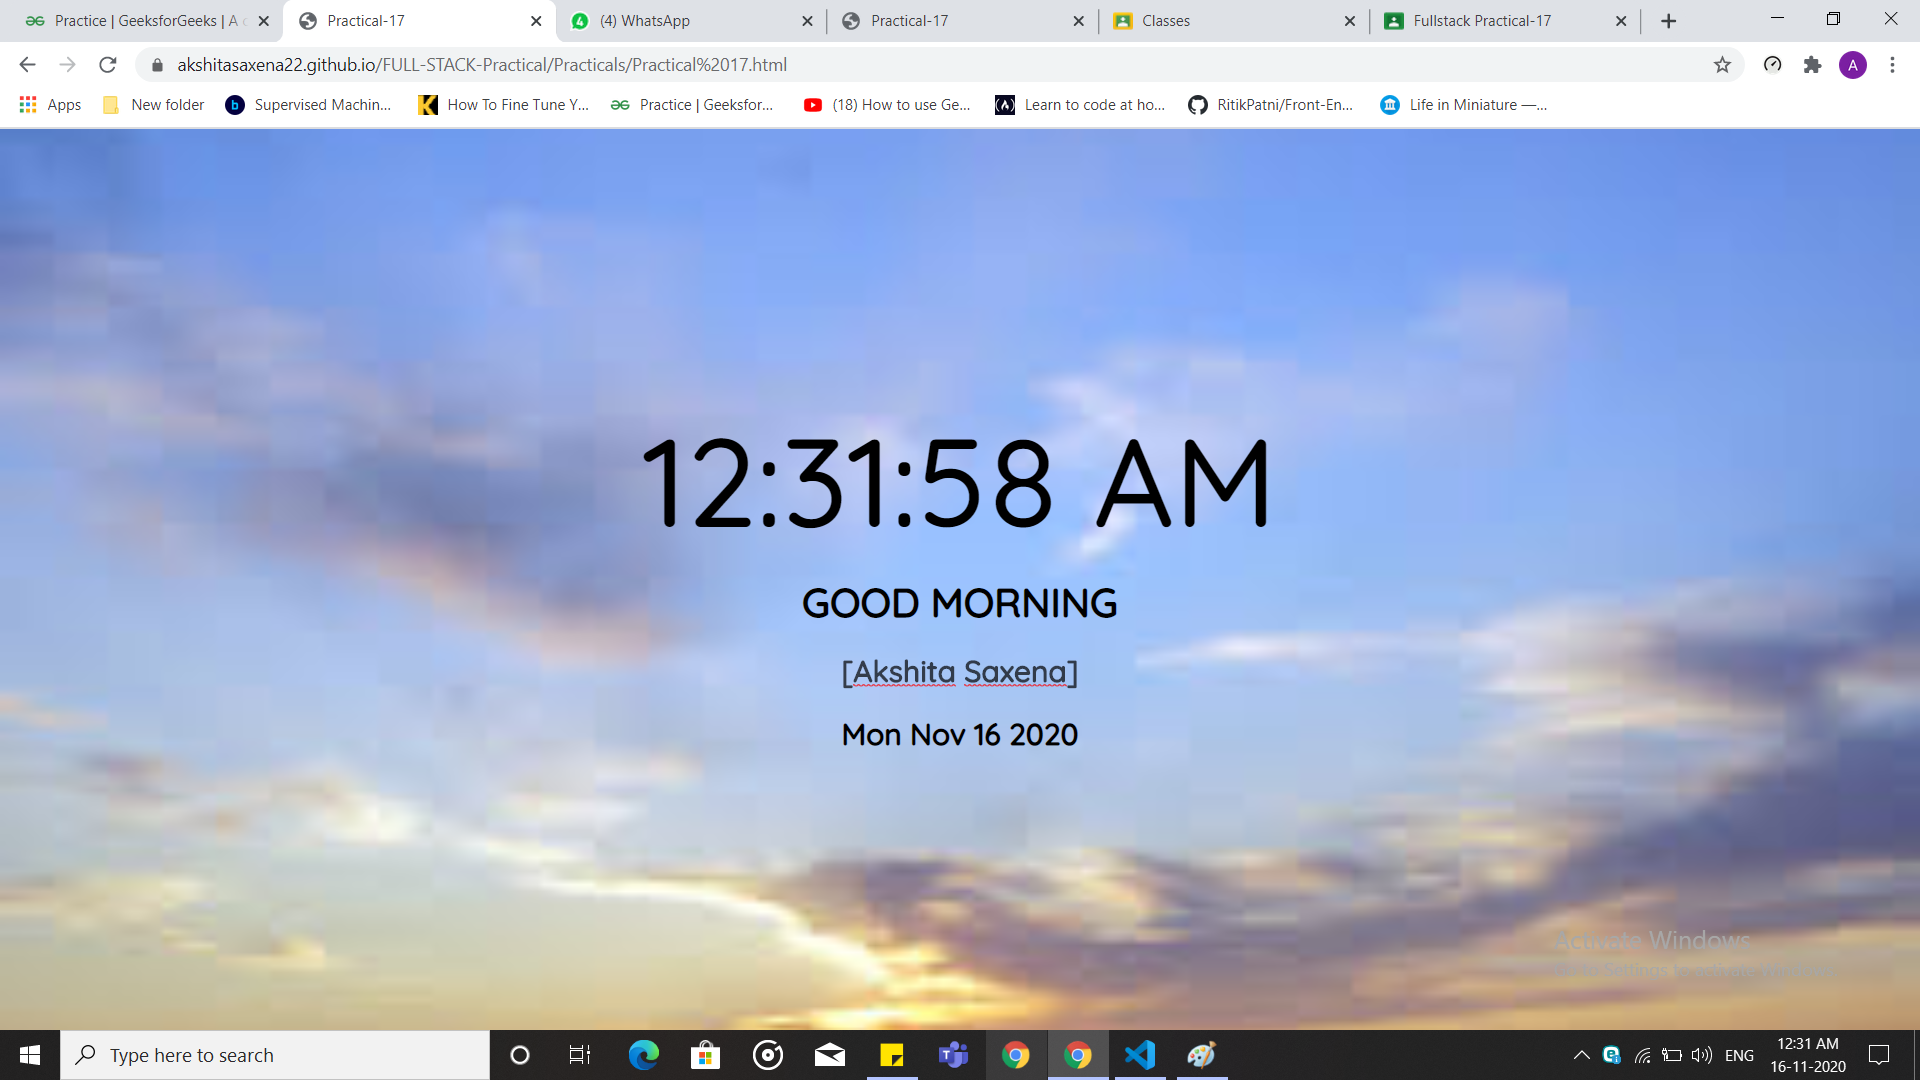 Practice | GeeksforGeeks | A c
Practical-17
(4) WhatsApp
Practical-17
Classes
Fullstack Practical-17
akshitasaxena22.github.io/FULL-STACK-Practical/Practicals/Practical%2017.html
A
Apps
New folder
Supervised Machin...
How To Fine Tune Y...
Practice | Geeksfor...
(18) How to use Ge...
Learn to code at ho...
RitikPatni/Front-En...
Life in Miniature —...
12:31:58 AM
GOOD MORNING
[Akshita Saxena]
Mon Nov 16 2020
Activate Windows
Go to Settings to activate Windows.
Type here to search
ENG
12:31 AM
16-11-2020